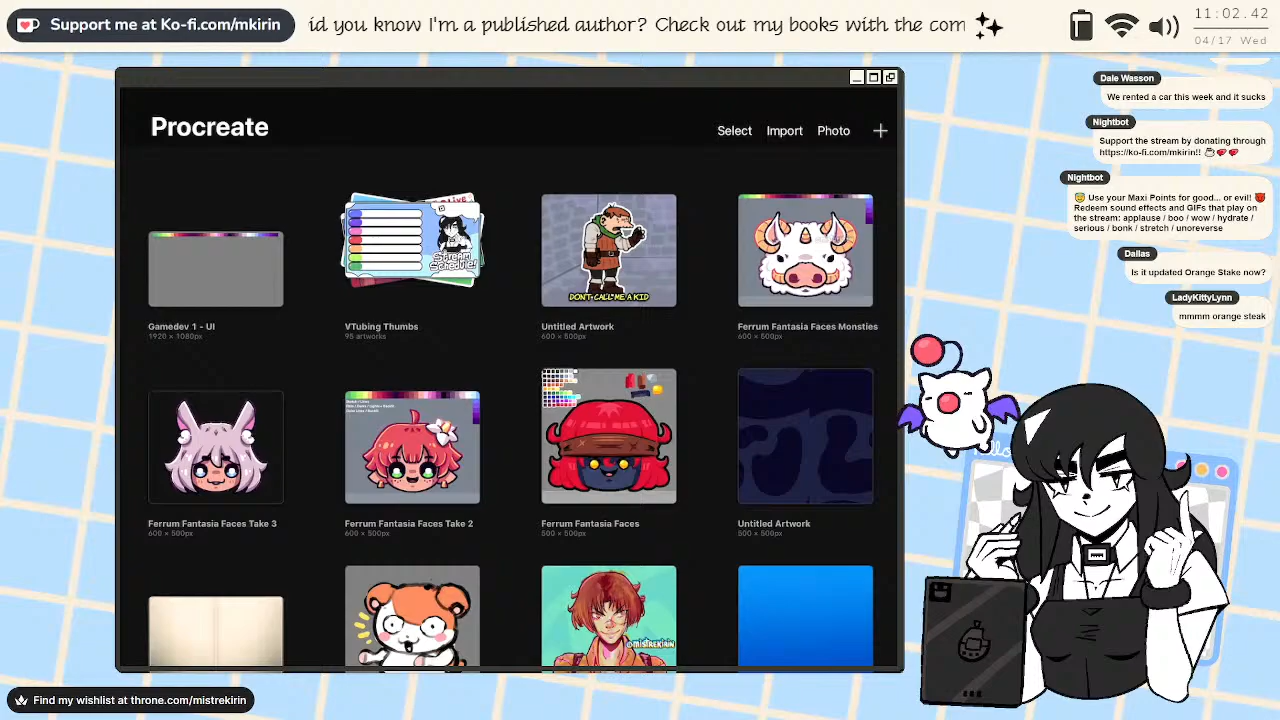 Support me at Ko-fi.com/mkirin
id you know I'm a published author? Check out my books with the com
11:02.42
04/17 Wed
Procreate
Select
Import
Photo
Gamedev 1 - UI
1920 × 1080px
Stream
Scheduler
VTubing Thumbs
95 artworks
DON'T CALL ME A KID
Untitled Artwork
600 × 500px
Ferrum Fantasia Faces Monsties
600 × 500px
Ferrum Fantasia Faces Take 3
600 × 500px
Ferrum Fantasia Faces Take 2
600 × 500px
Ferrum Fantasia Faces
500 × 500px
Untitled Artwork
500 × 500px
@MISTREKIRIN
Dale Wasson
We rented a car this week and it sucks
Nightbot
Support the stream by donating through
https://ko-fi.com/mkirin!! ☕💕💕
Nightbot
😇 Use your Maxi Points for good... or evil! 😈
Redeem sound effects and GIFs that play on
the stream: applause / boo / wow / hydrate /
serious / bonk / stretch / unreverse
Dallas
Is it updated Orange Stake now?
LadyKittyLynn
mmmm orange steak
Find my wishlist at throne.com/mistrekirin